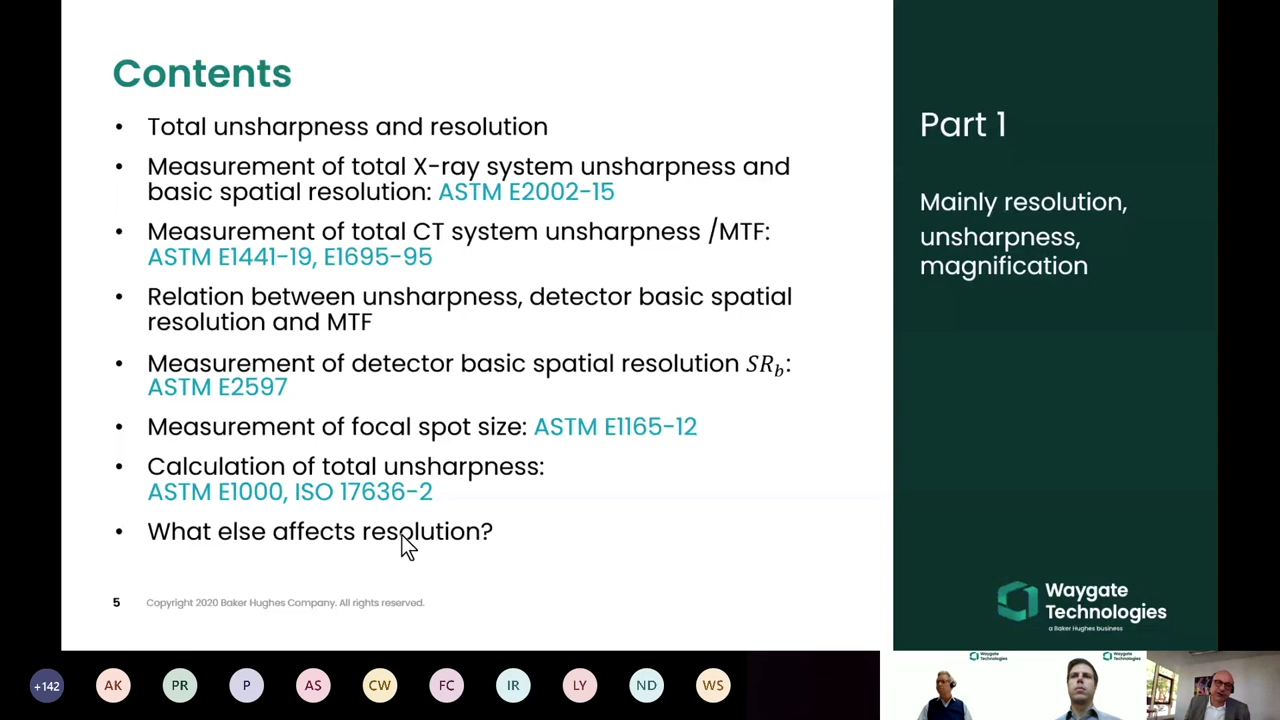 Contents
• Total unsharpness and resolution
• Measurement of total X-ray system unsharpness and
basic spatial resolution: ASTM E2002-15
• Measurement of total CT system unsharpness /MTF:
ASTM E1441-19, E1695-95
• Relation between unsharpness, detector basic spatial
resolution and MTF
• Measurement of detector basic spatial resolution SR_b:
ASTM E2597
• Measurement of focal spot size: ASTM E1165-12
• Calculation of total unsharpness:
ASTM E1000, ISO 17636-2
• What else affects resolution?
5 Copyright 2020 Baker Hughes Company. All rights reserved.
Part 1
Mainly resolution,
unsharpness,
magnification
Waygate
Technologies
a Baker Hughes business
+142 AK PR P AS CW FC IR LY ND WS
Waygate
Technologies
Waygate
Technologies